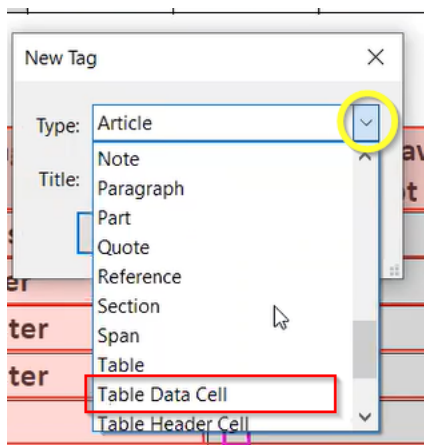 New Tag
Type: Article
Title:
Note
Paragraph
Part
Quote
Reference
Section
Span
Table
Table Data Cell
Table Header Cell
ter
ter